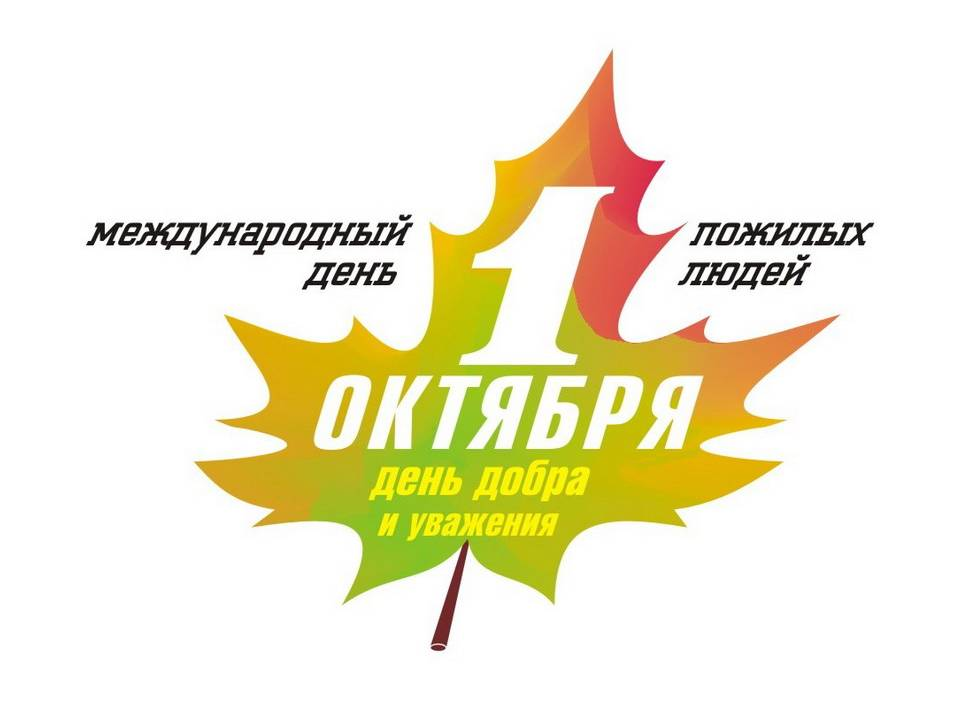 международный
день
пожилых
людей
1
ОКТЯБРЯ
день добра
и уважения